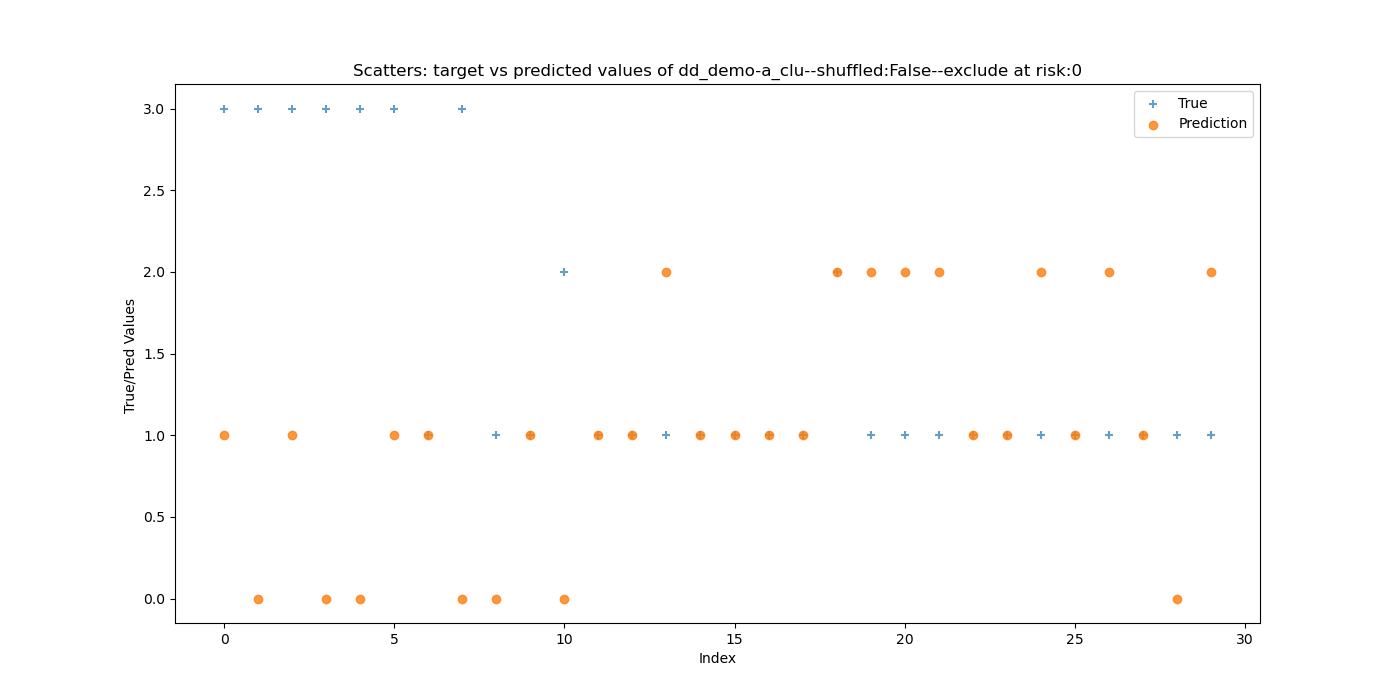 Scatters: target vs predicted values of dd_demo-a_clu--shuffled:False--exclude at risk:0
True
Prediction
3.0
2.5
2.0
1.5
1.0
0.5
0.0
True/Pred Values
0
5
10
15
20
25
30
Index